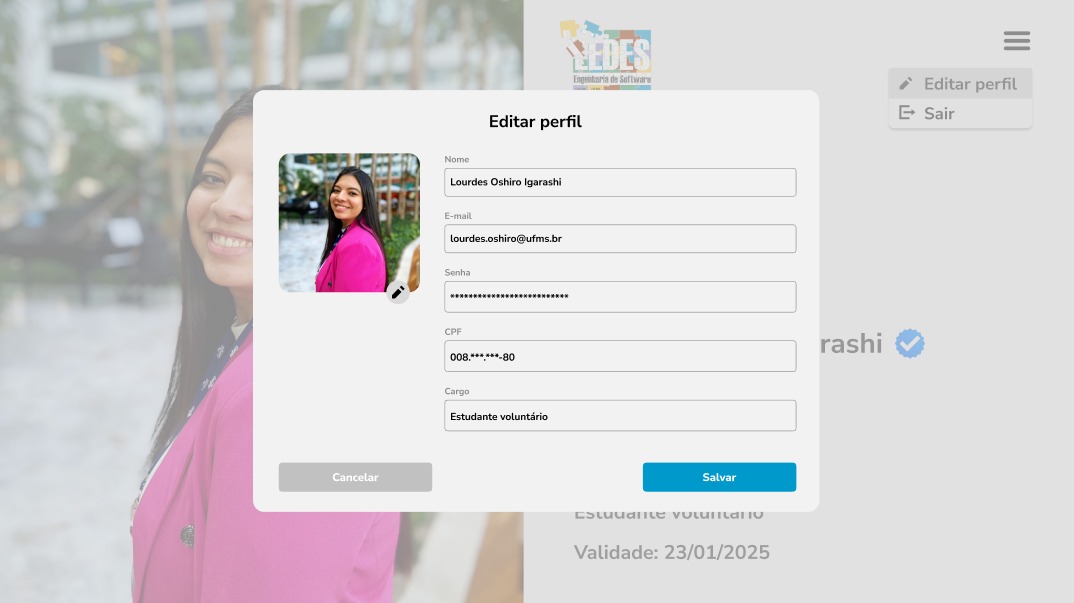 LEDES
Engenharia de Software
Editar perfil
Sair
Editar perfil
Nome
Lourdes Oshiro Igarashi
E-mail
lourdes.oshiro@ufms.br
Senha
**************************
CPF
008.***.***-80
Cargo
Estudante voluntário
Cancelar
Salvar
rashi
Estudante voluntário
Validade: 23/01/2025